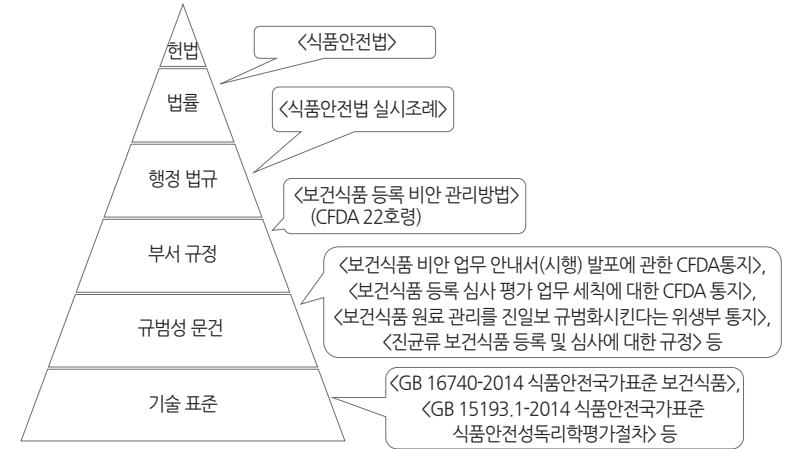 헌법
<식품안전법>
법률
<식품안전법 실시조례>
행정 법규
<보건식품 등록 비안 관리방법>
(CFDA 22호령)
부서 규정
<보건식품 비안 업무 안내서(시행) 발포에 관한 CFDA통지>,
<보건식품 등록 심사 평가 업무 세칙에 대한 CFDA 통지>,
<보건식품 원료 관리를 진일보 규범화시킨다는 위생부 통지>,
<진균류 보건식품 등록 및 심사에 대한 규정> 등
규범성 문건
<GB 16740-2014 식품안전국가표준 보건식품>,
<GB 15193.1-2014 식품안전국가표준
식품안전성독리학평가절차> 등
기술 표준